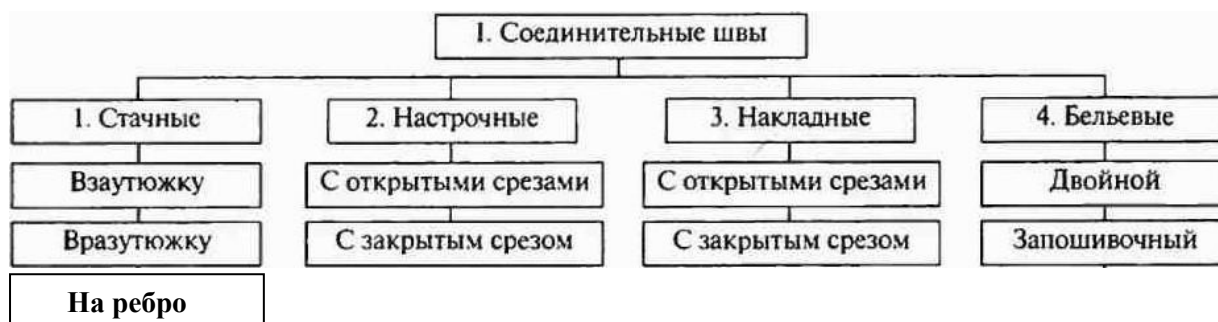 1. Соединительные швы
1. Стачные
2. Настрочные
3. Накладные
4. Бельевые
Взаутюжку
С открытыми срезами
С открытыми срезами
Двойной
Вразутюжку
С закрытым срезом
С закрытым срезом
Запошивочный
На ребро